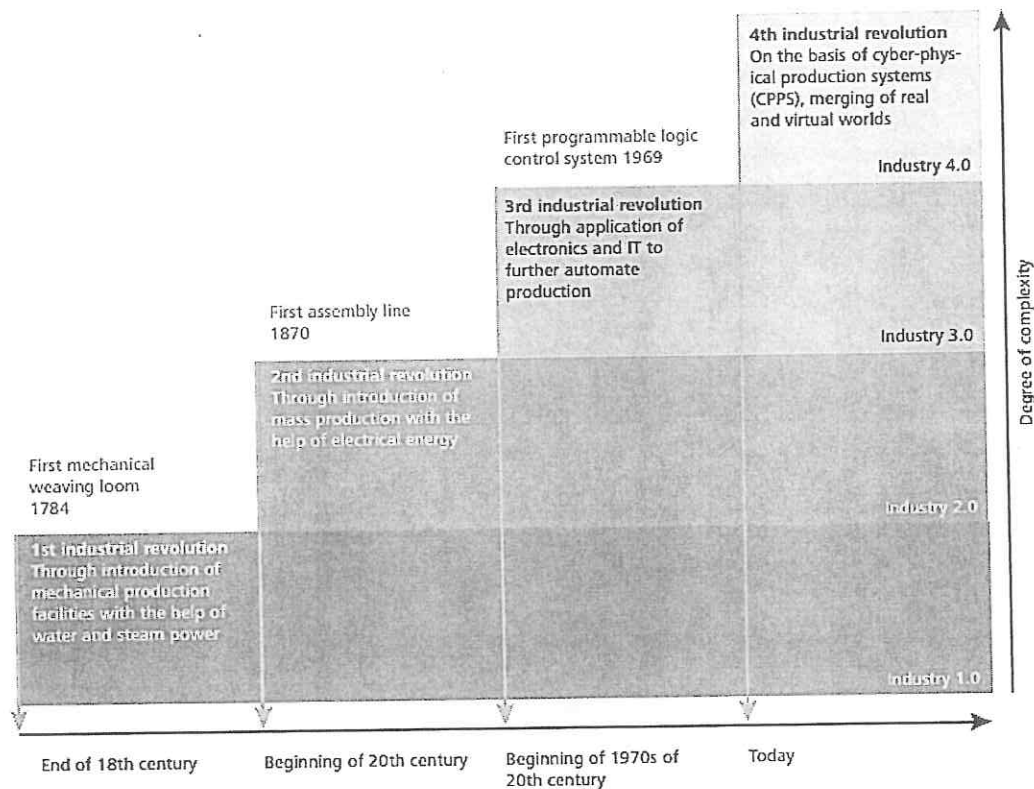 4th industrial revolution
On the basis of cyber-phys-
ical production systems
(CPPS), merging of real
and virtual worlds
Industry 4.0
First programmable logic
control system 1969
3rd industrial revolution
Through application of
electronics and IT to
further automate
production
Industry 3.0
First assembly line
1870
2nd industrial revolution
Through introduction of
mass production with the
help of electrical energy
Industry 2.0
First mechanical
weaving loom
1784
1st industrial revolution
Through introduction of
mechanical production
facilities with the help of
water and steam power
Industry 1.0
Degree of complexity
End of 18th century
Beginning of 20th century
Beginning of 1970s of
20th century
Today